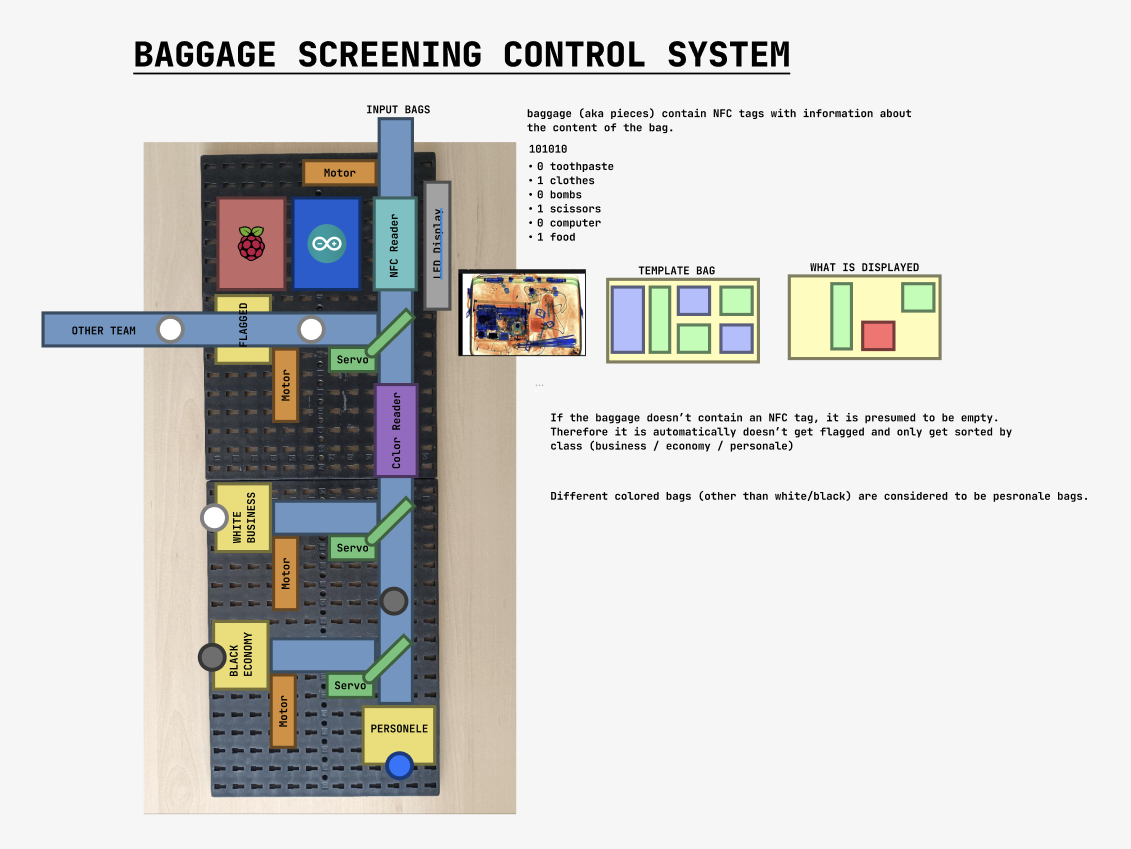 BAGGAGE SCREENING CONTROL SYSTEM
INPUT BAGS
baggage (aka pieces) contain NFC tags with information about
the content of the bag.
101010
• 0 toothpaste
• 1 clothes
• 0 bombs
• 1 scissors
• 0 computer
• 1 food
Motor
NFC Reader
LED Display
TEMPLATE BAG
WHAT IS DISPLAYED
OTHER TEAM
FLAGGED
Servo
Motor
Color Reader
...
If the baggage doesn’t contain an NFC tag, it is presumed to be empty.
Therefore it is automatically doesn’t get flagged and only get sorted by
class (business / economy / personale)
Different colored bags (other than white/black) are considered to be pesronale bags.
WHITE
BUSINESS
Servo
Motor
BLACK
ECONOMY
Servo
Motor
PERSONELE